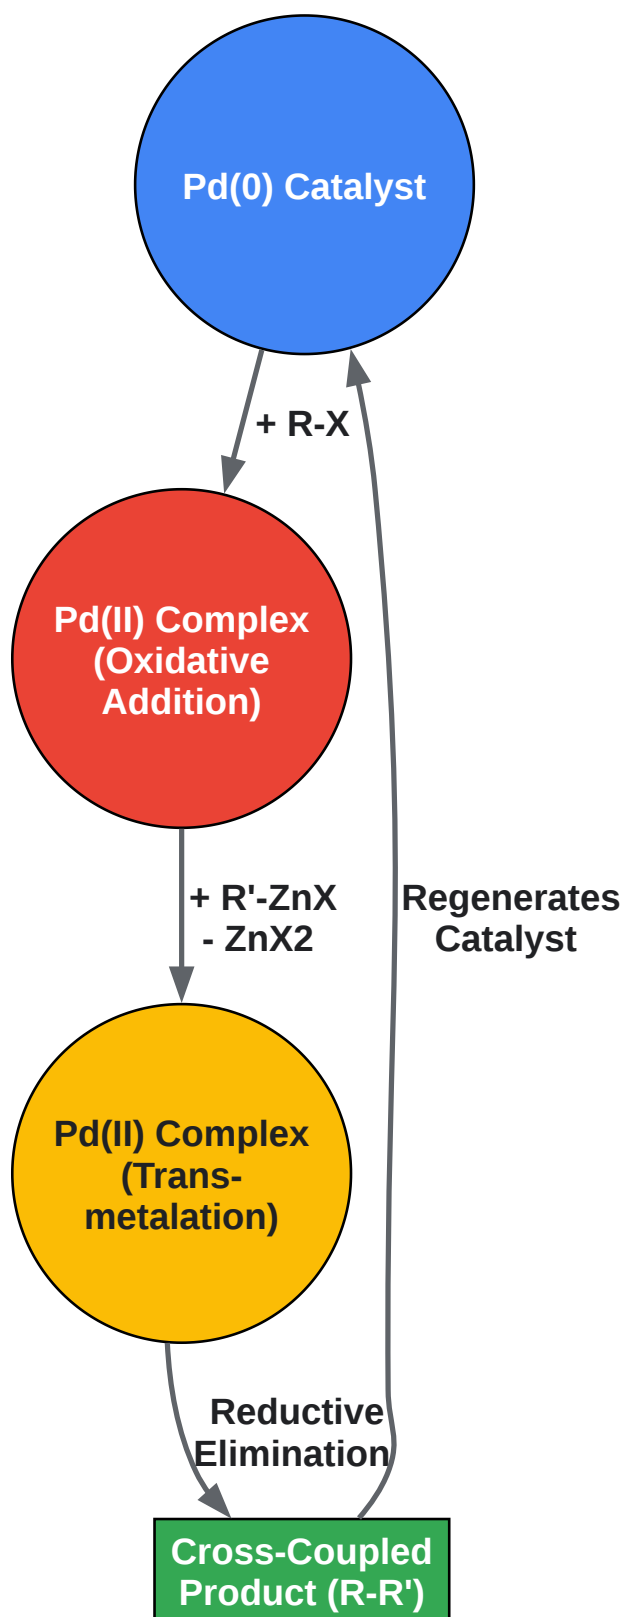 Pd(0) Catalyst
+ R-X
Pd(II) Complex
(Oxidative
Addition)
+ R'-ZnX
- ZnX2
Regenerates
Catalyst
Pd(II) Complex
(Trans-
metalation)
Reductive
Elimination
Cross-Coupled
Product (R-R')